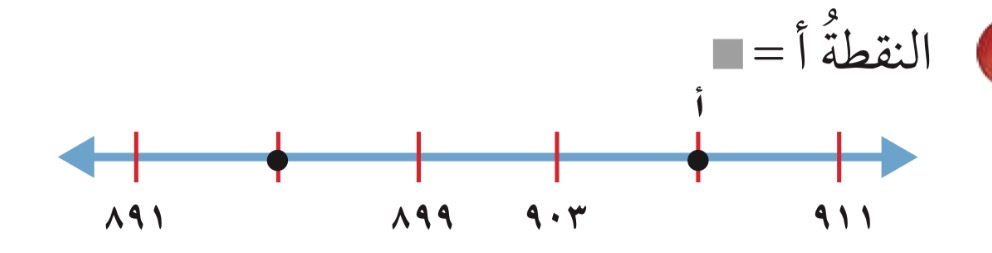 النقطةُ أ = ■
أ
٨٩١ ٨٩٩ ٩٠٣ ٩١١